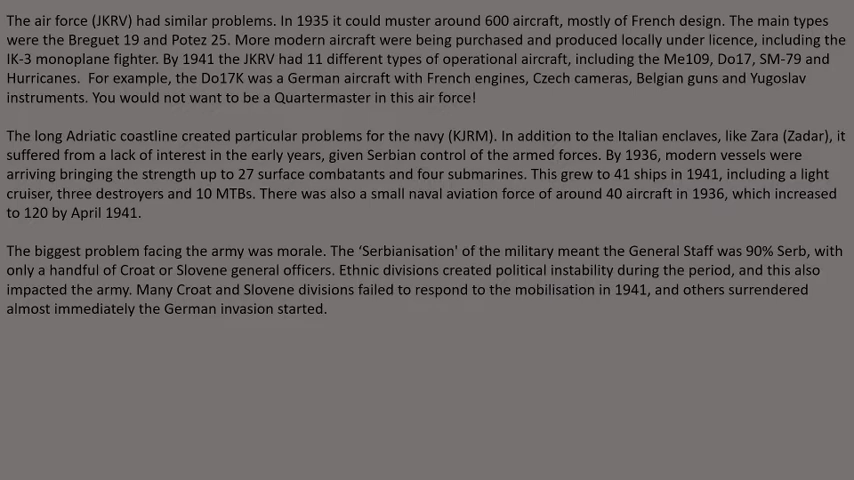 The air force (JKRV) had similar problems. In 1935 it could muster around 600 aircraft, mostly of French design. The main types
were the Breguet 19 and Potez 25. More modern aircraft were being purchased and produced locally under licence, including the
IK-3 monoplane fighter. By 1941 the JKRV had 11 different types of operational aircraft, including the Me109, Do17, SM-79 and
Hurricanes.  For example, the Do17K was a German aircraft with French engines, Czech cameras, Belgian guns and Yugoslav
instruments. You would not want to be a Quartermaster in this air force!

The long Adriatic coastline created particular problems for the navy (KJRM). In addition to the Italian enclaves, like Zara (Zadar), it
suffered from a lack of interest in the early years, given Serbian control of the armed forces. By 1936, modern vessels were
arriving bringing the strength up to 27 surface combatants and four submarines. This grew to 41 ships in 1941, including a light
cruiser, three destroyers and 10 MTBs. There was also a small naval aviation force of around 40 aircraft in 1936, which increased
to 120 by April 1941.

The biggest problem facing the army was morale. The ‘Serbianisation' of the military meant the General Staff was 90% Serb, with
only a handful of Croat or Slovene general officers. Ethnic divisions created political instability during the period, and this also
impacted the army. Many Croat and Slovene divisions failed to respond to the mobilisation in 1941, and others surrendered
almost immediately the German invasion started.